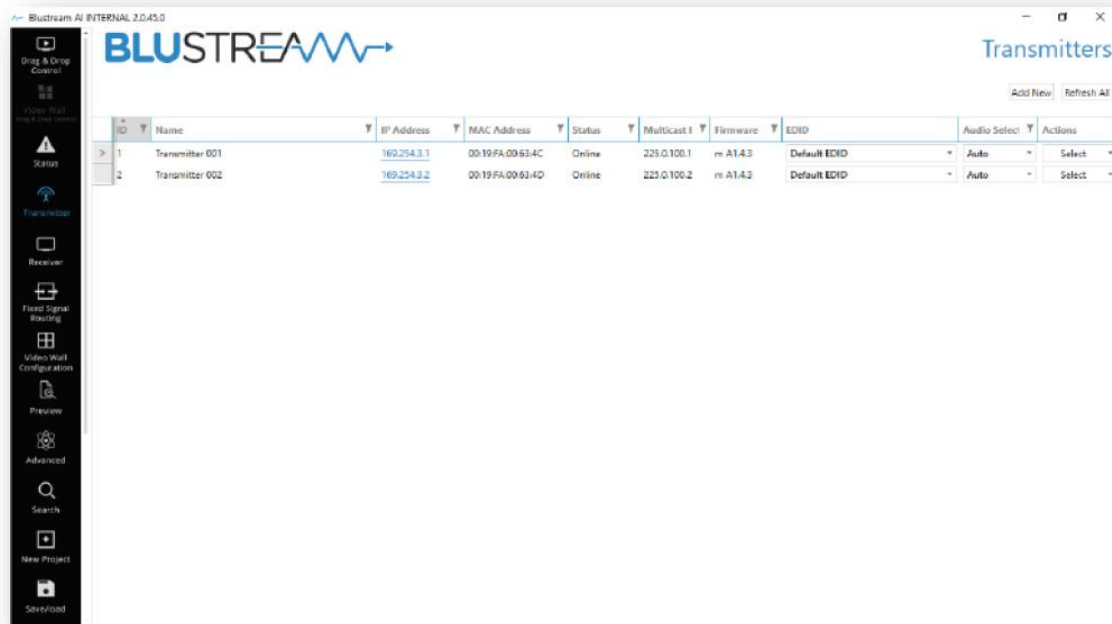 Blustream AI INTERNAL 2.0.45.0
BLUSTREAM
Transmitters
Add New Refresh All
Drag & Drop
Control
Video Wall
Drag & Drop Control
Status
Transmitter
Receiver
Fixed Signal
Routing
Video Wall
Configuration
Preview
Advanced
Search
New Project
Save/load
ID Name IP Address MAC Address Status Multicast I Firmware EDID Audio Select Actions
1 Transmitter 001 169.254.3.1 00:19:FA:00:63:4C Online 225.0.100.1 m A1.4.3 Default EDID Auto Select
2 Transmitter 002 169.254.3.2 00:19:FA:00:63:4D Online 225.0.100.2 m A1.4.3 Default EDID Auto Select